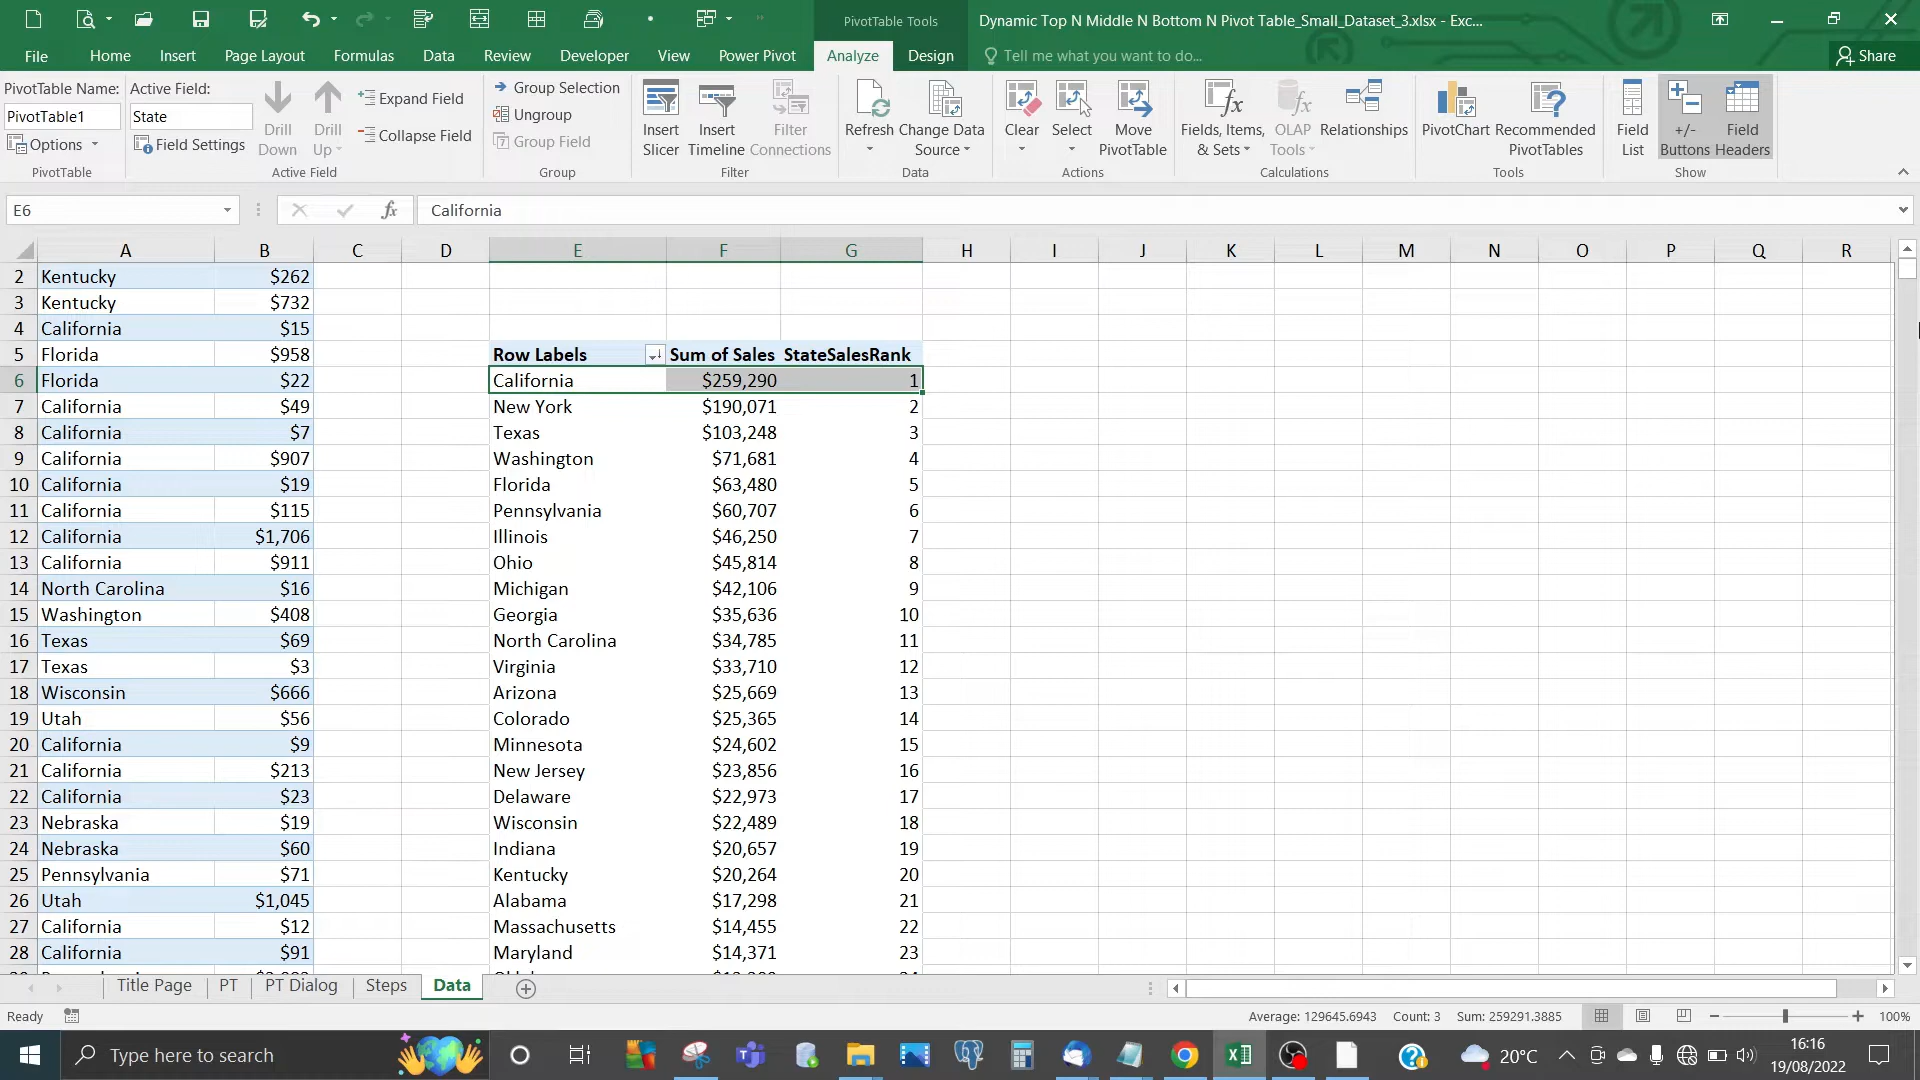 PivotTable Tools
Dynamic Top N Middle N Bottom N Pivot Table_Small_Dataset_3.xlsx - Exc...
File Home Insert Page Layout Formulas Data Review Developer View Power Pivot Analyze Design Tell me what you want to do... Share
PivotTable Name:
PivotTable1
Options
PivotTable
Active Field:
State
Field Settings
Drill Down
Drill Up
Expand Field
Collapse Field
Active Field
Group Selection
Ungroup
Group Field
Group
Insert Slicer
Insert Timeline
Filter Connections
Filter
Refresh
Change Data Source
Data
Clear
Select
Move PivotTable
Actions
Fields, Items, & Sets
OLAP Tools
Relationships
Calculations
PivotChart
Recommended PivotTables
Tools
Field List
+/- Buttons
Field Headers
Show
E6 fx California
A B C D E F G H I J K L M N O P Q R
2 Kentucky $262
3 Kentucky $732
4 California $15
5 Florida $958 Row Labels Sum of Sales StateSalesRank
6 Florida $22 California $259,290 1
7 California $49 New York $190,071 2
8 California $7 Texas $103,248 3
9 California $907 Washington $71,681 4
10 California $19 Florida $63,480 5
11 California $115 Pennsylvania $60,707 6
12 California $1,706 Illinois $46,250 7
13 California $911 Ohio $45,814 8
14 North Carolina $16 Michigan $42,106 9
15 Washington $408 Georgia $35,636 10
16 Texas $69 North Carolina $34,785 11
17 Texas $3 Virginia $33,710 12
18 Wisconsin $666 Arizona $25,669 13
19 Utah $56 Colorado $25,365 14
20 California $9 Minnesota $24,602 15
21 California $213 New Jersey $23,856 16
22 California $23 Delaware $22,973 17
23 Nebraska $19 Wisconsin $22,489 18
24 Nebraska $60 Indiana $20,657 19
25 Pennsylvania $71 Kentucky $20,264 20
26 Utah $1,045 Alabama $17,298 21
27 California $12 Massachusetts $14,455 22
28 California $91 Maryland $14,371 23
Title Page PT PT Dialog Steps Data
Ready Average: 129645.6943 Count: 3 Sum: 259291.3885 100%
Type here to search 20°C 16:16
19/08/2022